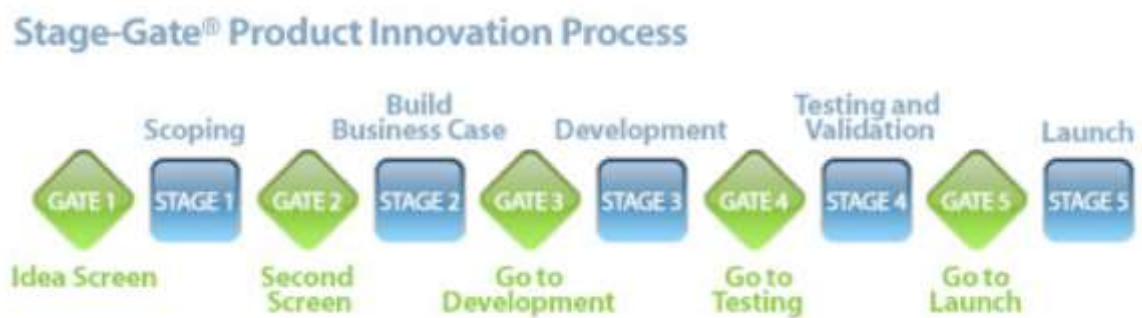 Stage-Gate® Product Innovation Process
Scoping
Build
Business Case
Development
Testing and
Validation
Launch
GATE 1
STAGE 1
GATE 2
STAGE 2
GATE 3
STAGE 3
GATE 4
STAGE 4
GATE 5
STAGE 5
Idea Screen
Second
Screen
Go to
Development
Go to
Testing
Go to
Launch